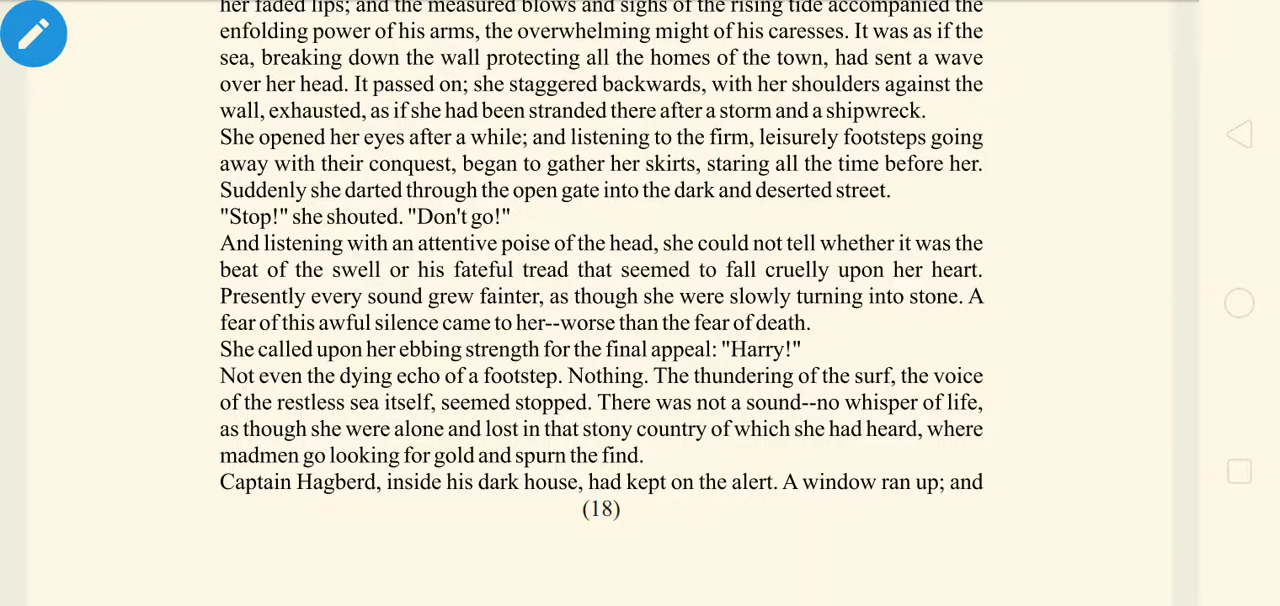 her faded lips; and the measured blows and sighs of the rising tide accompanied the
enfolding power of his arms, the overwhelming might of his caresses. It was as if the
sea, breaking down the wall protecting all the homes of the town, had sent a wave
over her head. It passed on; she staggered backwards, with her shoulders against the
wall, exhausted, as if she had been stranded there after a storm and a shipwreck.
She opened her eyes after a while; and listening to the firm, leisurely footsteps going
away with their conquest, began to gather her skirts, staring all the time before her.
Suddenly she darted through the open gate into the dark and deserted street.
"Stop!" she shouted. "Don't go!"
And listening with an attentive poise of the head, she could not tell whether it was the
beat of the swell or his fateful tread that seemed to fall cruelly upon her heart.
Presently every sound grew fainter, as though she were slowly turning into stone. A
fear of this awful silence came to her--worse than the fear of death.
She called upon her ebbing strength for the final appeal: "Harry!"
Not even the dying echo of a footstep. Nothing. The thundering of the surf, the voice
of the restless sea itself, seemed stopped. There was not a sound--no whisper of life,
as though she were alone and lost in that stony country of which she had heard, where
madmen go looking for gold and spurn the find.
Captain Hagberd, inside his dark house, had kept on the alert. A window ran up; and
(18)